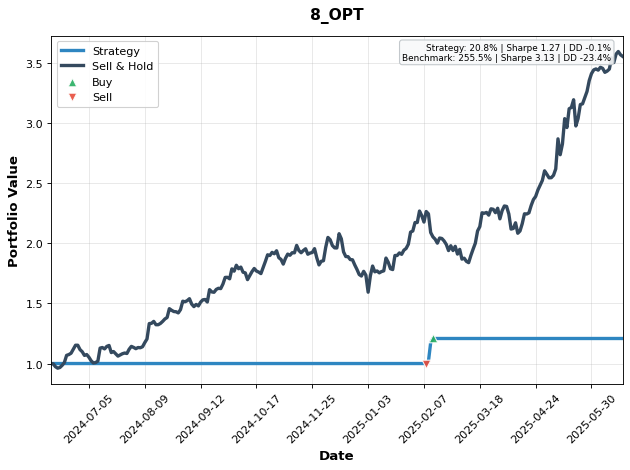 8_OPT
Strategy: 20.8% | Sharpe 1.27 | DD -0.1%
Benchmark: 255.5% | Sharpe 3.13 | DD -23.4%
Strategy
Sell & Hold
Buy
Sell
Portfolio Value
3.5
3.0
2.5
2.0
1.5
1.0
2024-07-05
2024-08-09
2024-09-12
2024-10-17
2024-11-25
2025-01-03
2025-02-07
2025-03-18
2025-04-24
2025-05-30
Date